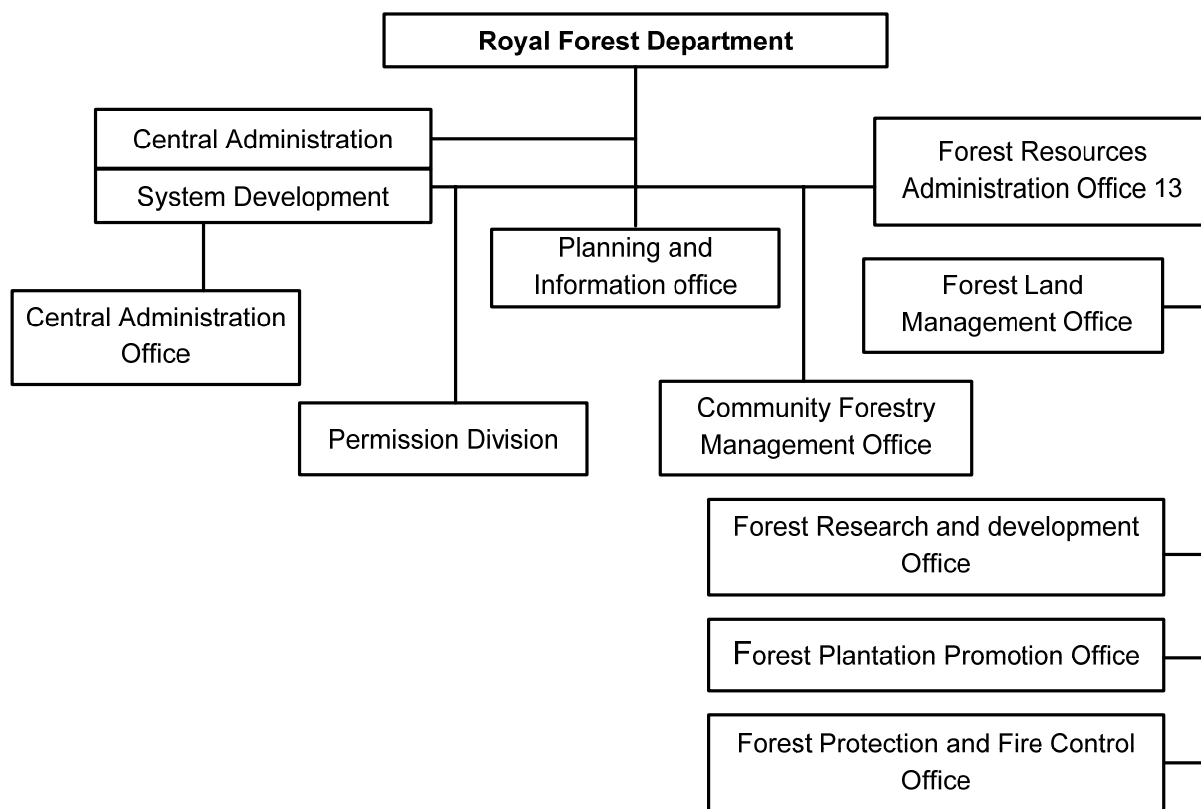 Royal Forest Department
Central Administration
System Development
Forest Resources
Administration Office 13
Planning and
Information office
Forest Land
Management Office
Central Administration
Office
Community Forestry
Management Office
Permission Division
Forest Research and development
Office
Forest Plantation Promotion Office
Forest Protection and Fire Control
Office